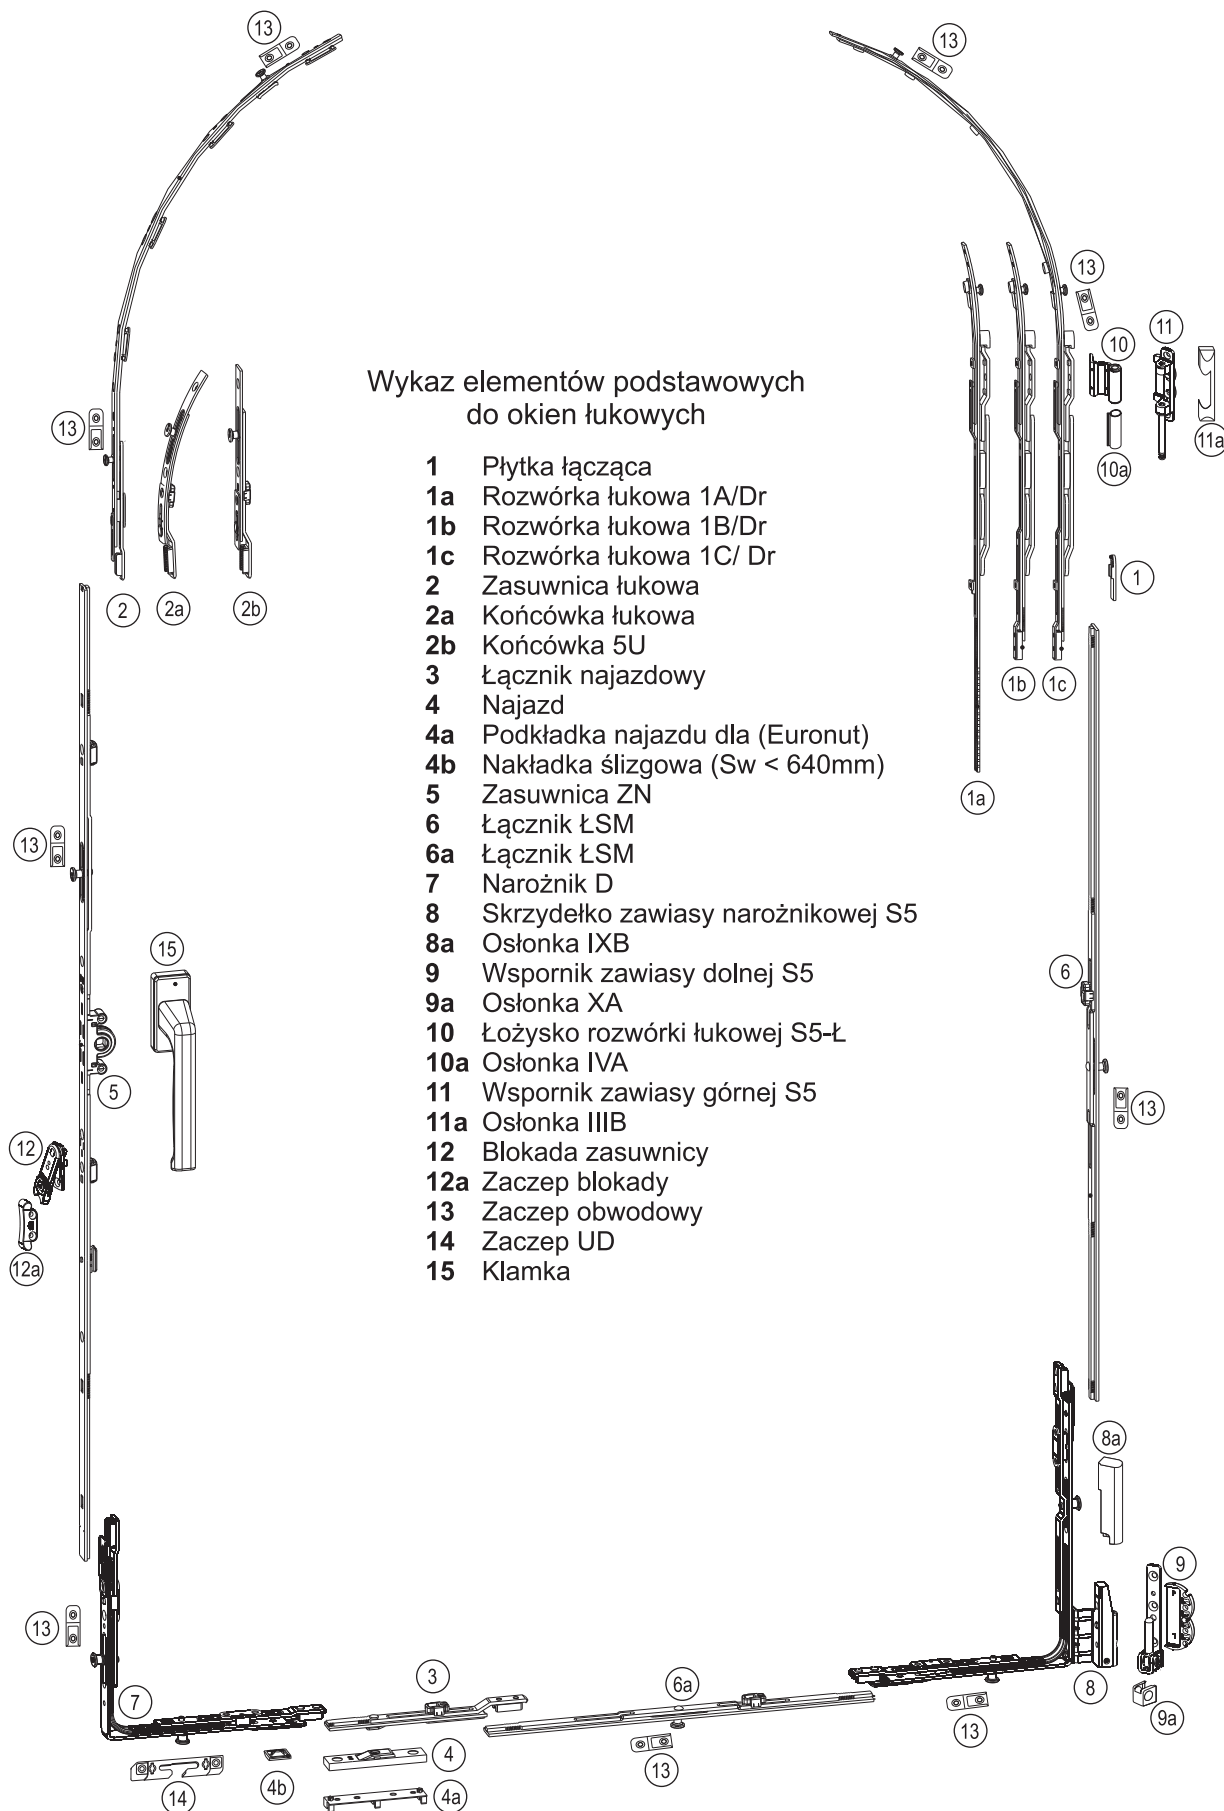 13
13
13
11
10
Wykaz elementów podstawowych
do okien łukowych
13
11a
10a
1 Płytka łącząca
1a Rozwórka łukowa 1A/Dr
1b Rozwórka łukowa 1B/Dr
1c Rozwórka łukowa 1C/ Dr
2 Zasuwnica łukowa
2a Końcówka łukowa
2b Końcówka 5U
3 Łącznik najazdowy
4 Najazd
4a Podkładka najazdu dla (Euronut)
4b Nakładka ślizgowa (Sw < 640mm)
5 Zasuwnica ZN
6 Łącznik ŁSM
6a Łącznik ŁSM
7 Narożnik D
8 Skrzydełko zawiasy narożnikowej S5
8a Osłonka IXB
9 Wspornik zawiasy dolnej S5
9a Osłonka XA
10 Łożysko rozwórki łukowej S5-Ł
10a Osłonka IVA
11 Wspornik zawiasy górnej S5
11a Osłonka IIIB
12 Blokada zasuwnicy
12a Zaczep blokady
13 Zaczep obwodowy
14 Zaczep UD
15 Klamka
2
2a
2b
1
1b
1c
1a
13
15
6
5
13
12
12a
8a
9
13
7
3
6a
8
9a
13
13
4
4b
14
4a